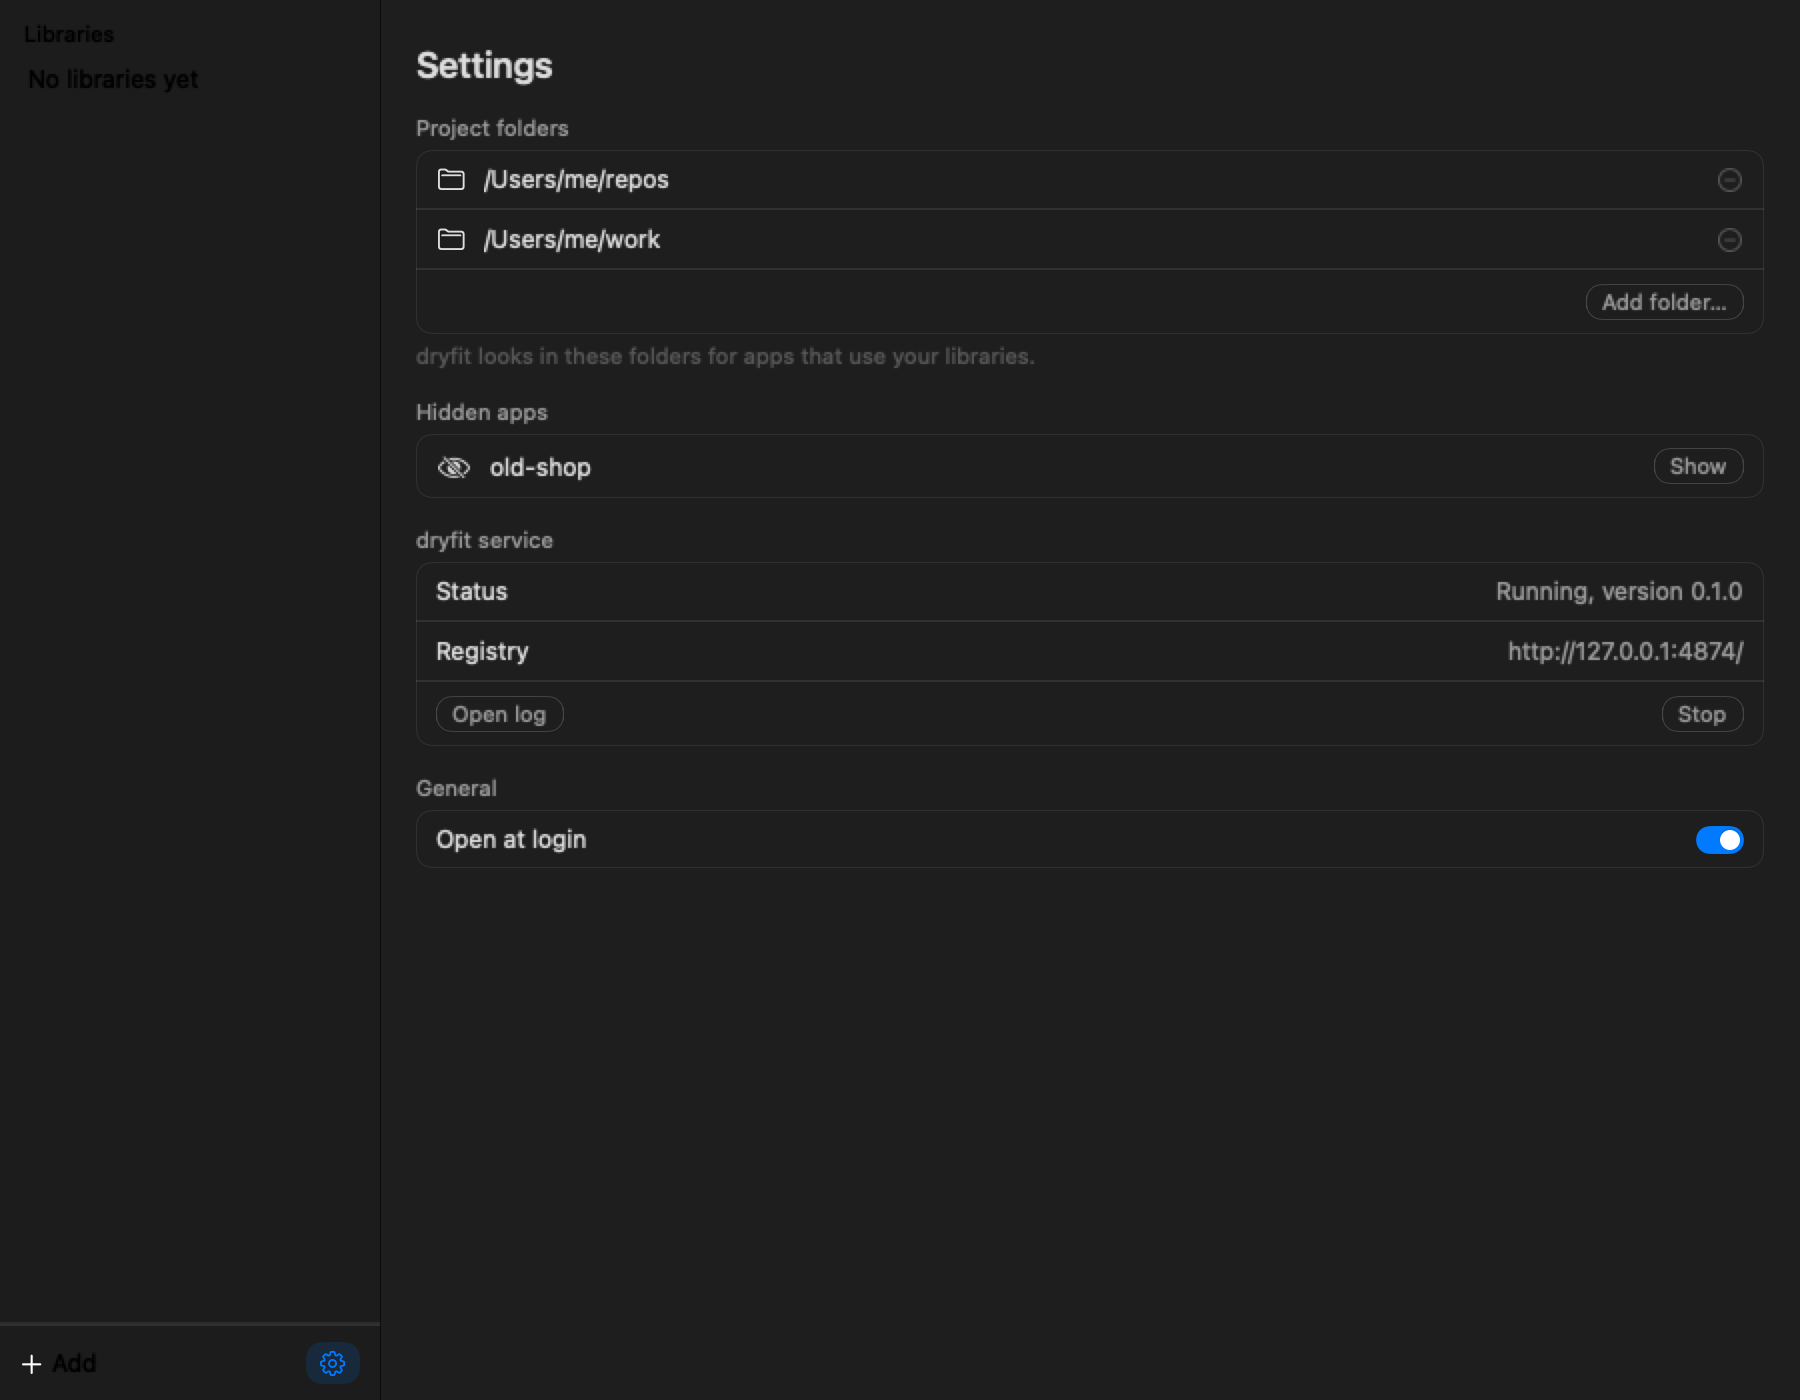 Libraries
No libraries yet
Settings
Project folders
/Users/me/repos
/Users/me/work
Add folder...
dryfit looks in these folders for apps that use your libraries.
Hidden apps
old-shop
Show
dryfit service
Status
Running, version 0.1.0
Registry
http://127.0.0.1:4874/
Open log
Stop
General
Open at login
Add